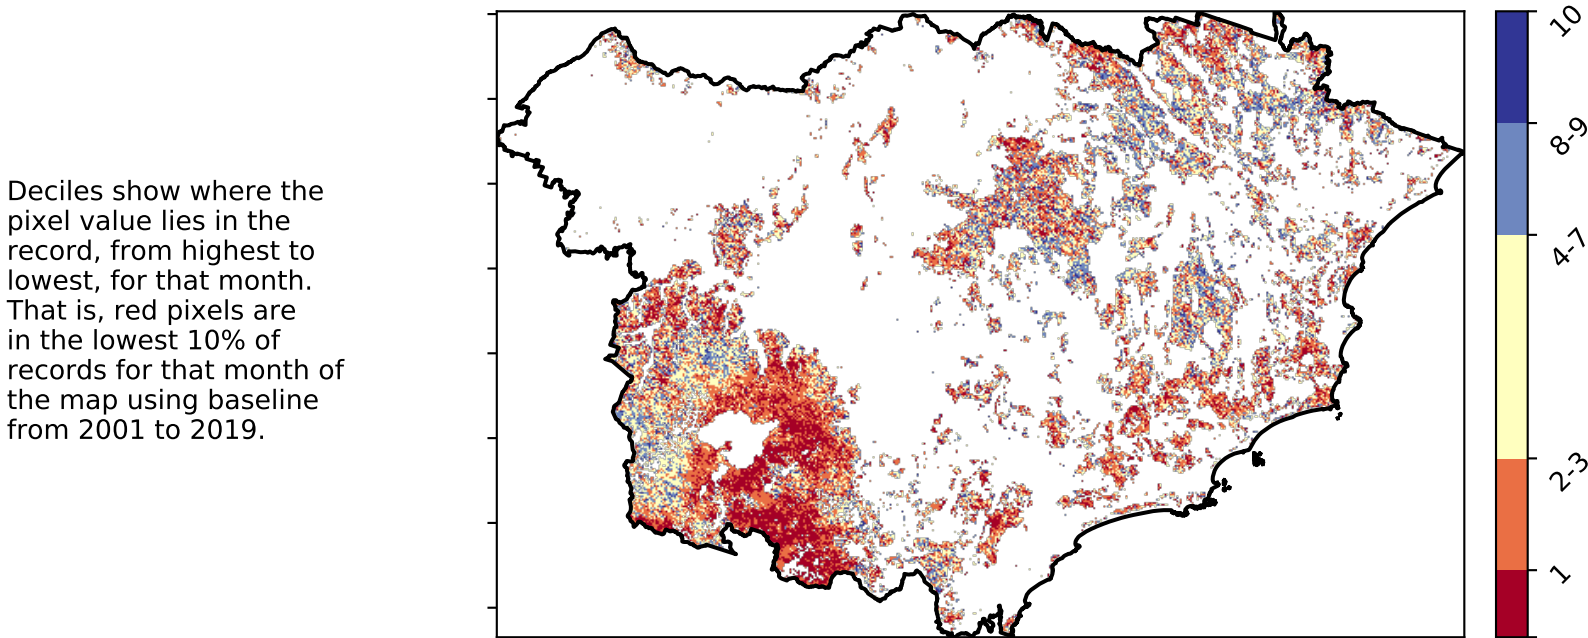 Deciles show where the
pixel value lies in the
record, from highest to
lowest, for that month.
That is, red pixels are
in the lowest 10% of
records for that month of
the map using baseline
from 2001 to 2019.
10
8-9
4-7
2-3
1